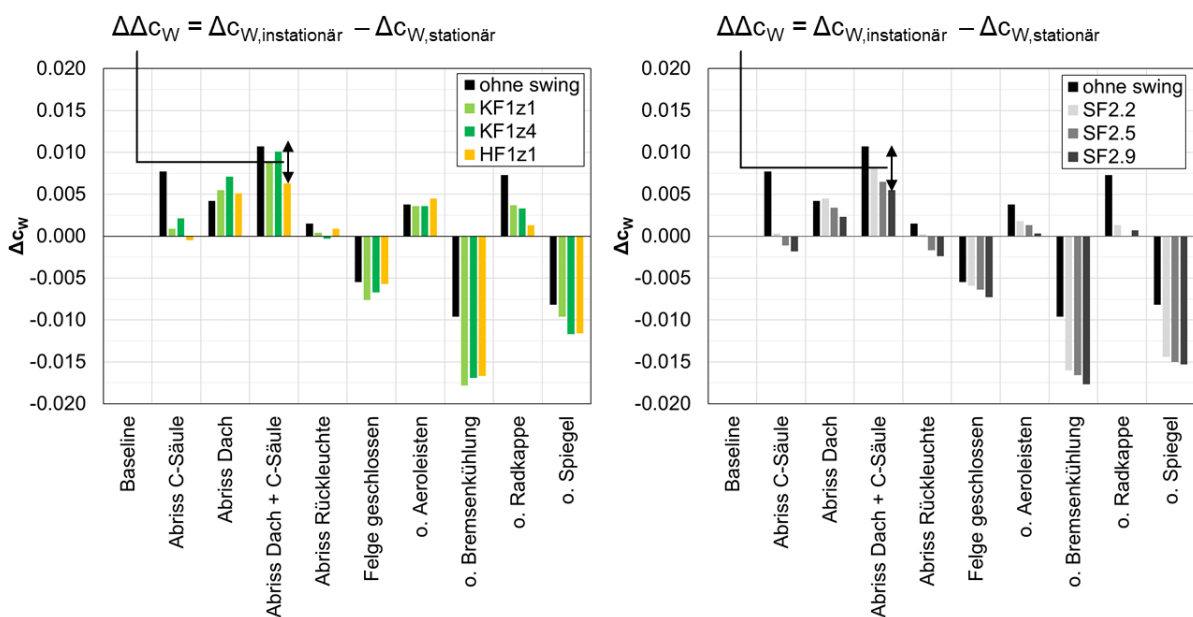 ΔΔcW = ΔcW,instationär – ΔcW,stationär
0.020
0.015
0.010
0.005
0.000
-0.005
-0.010
-0.015
-0.020
ΔcW
ohne swing
KF1z1
KF1z4
HF1z1
Baseline
Abriss C-Säule
Abriss Dach
Abriss Dach + C-Säule
Abriss Rückleuchte
Felge geschlossen
o. Aeroleisten
o. Bremsenkühlung
o. Radkappe
o. Spiegel
ΔΔcW = ΔcW,instationär – ΔcW,stationär
0.020
0.015
0.010
0.005
0.000
-0.005
-0.010
-0.015
-0.020
ΔcW
ohne swing
SF2.2
SF2.5
SF2.9
Baseline
Abriss C-Säule
Abriss Dach
Abriss Dach + C-Säule
Abriss Rückleuchte
Felge geschlossen
o. Aeroleisten
o. Bremsenkühlung
o. Radkappe
o. Spiegel